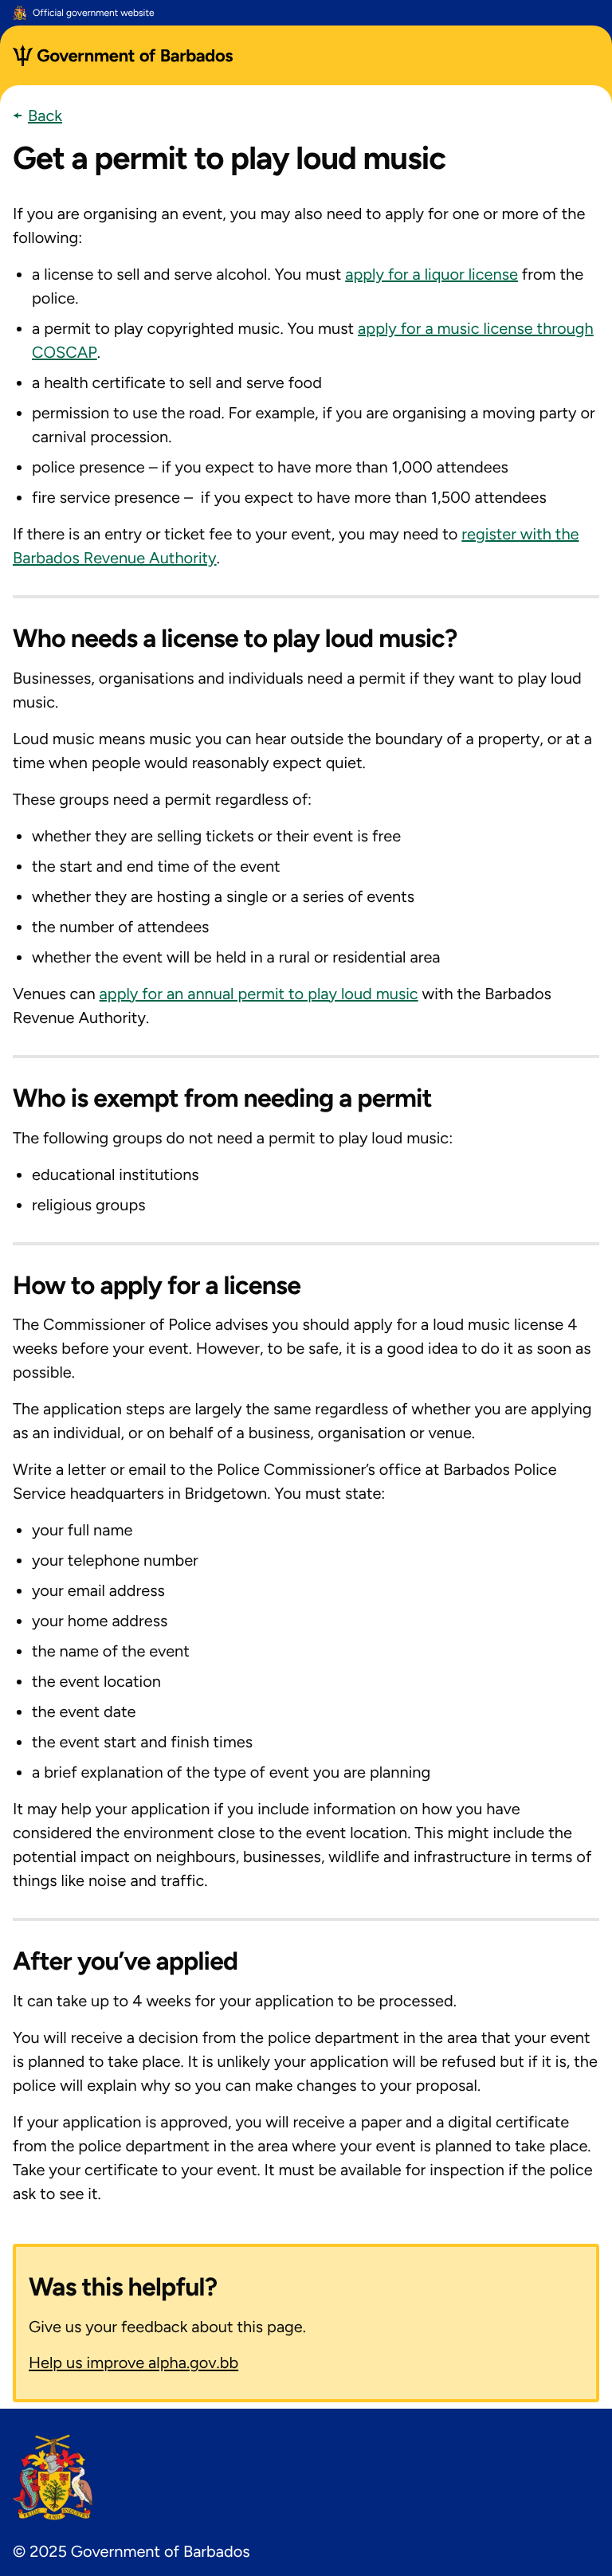 Official government website
Government of Barbados
Back
Get a permit to play loud music
If you are organising an event, you may also need to apply for one or more of the
following:
• a license to sell and serve alcohol. You must apply for a liquor license from the
police.
• a permit to play copyrighted music. You must apply for a music license through
COSCAP.
• a health certificate to sell and serve food
• permission to use the road. For example, if you are organising a moving party or
carnival procession.
• police presence – if you expect to have more than 1,000 attendees
• fire service presence –  if you expect to have more than 1,500 attendees
If there is an entry or ticket fee to your event, you may need to register with the
Barbados Revenue Authority.
Who needs a license to play loud music?
Businesses, organisations and individuals need a permit if they want to play loud
music.
Loud music means music you can hear outside the boundary of a property, or at a
time when people would reasonably expect quiet.
These groups need a permit regardless of:
• whether they are selling tickets or their event is free
• the start and end time of the event
• whether they are hosting a single or a series of events
• the number of attendees
• whether the event will be held in a rural or residential area
Venues can apply for an annual permit to play loud music with the Barbados
Revenue Authority.
Who is exempt from needing a permit
The following groups do not need a permit to play loud music:
• educational institutions
• religious groups
How to apply for a license
The Commissioner of Police advises you should apply for a loud music license 4
weeks before your event. However, to be safe, it is a good idea to do it as soon as
possible.
The application steps are largely the same regardless of whether you are applying
as an individual, or on behalf of a business, organisation or venue.
Write a letter or email to the Police Commissioner’s office at Barbados Police
Service headquarters in Bridgetown. You must state:
• your full name
• your telephone number
• your email address
• your home address
• the name of the event
• the event location
• the event date
• the event start and finish times
• a brief explanation of the type of event you are planning
It may help your application if you include information on how you have
considered the environment close to the event location. This might include the
potential impact on neighbours, businesses, wildlife and infrastructure in terms of
things like noise and traffic.
After you’ve applied
It can take up to 4 weeks for your application to be processed.
You will receive a decision from the police department in the area that your event
is planned to take place. It is unlikely your application will be refused but if it is, the
police will explain why so you can make changes to your proposal.
If your application is approved, you will receive a paper and a digital certificate
from the police department in the area where your event is planned to take place.
Take your certificate to your event. It must be available for inspection if the police
ask to see it.
Was this helpful?
Give us your feedback about this page.
Help us improve alpha.gov.bb
PRIDE AND INDUSTRY
© 2025 Government of Barbados